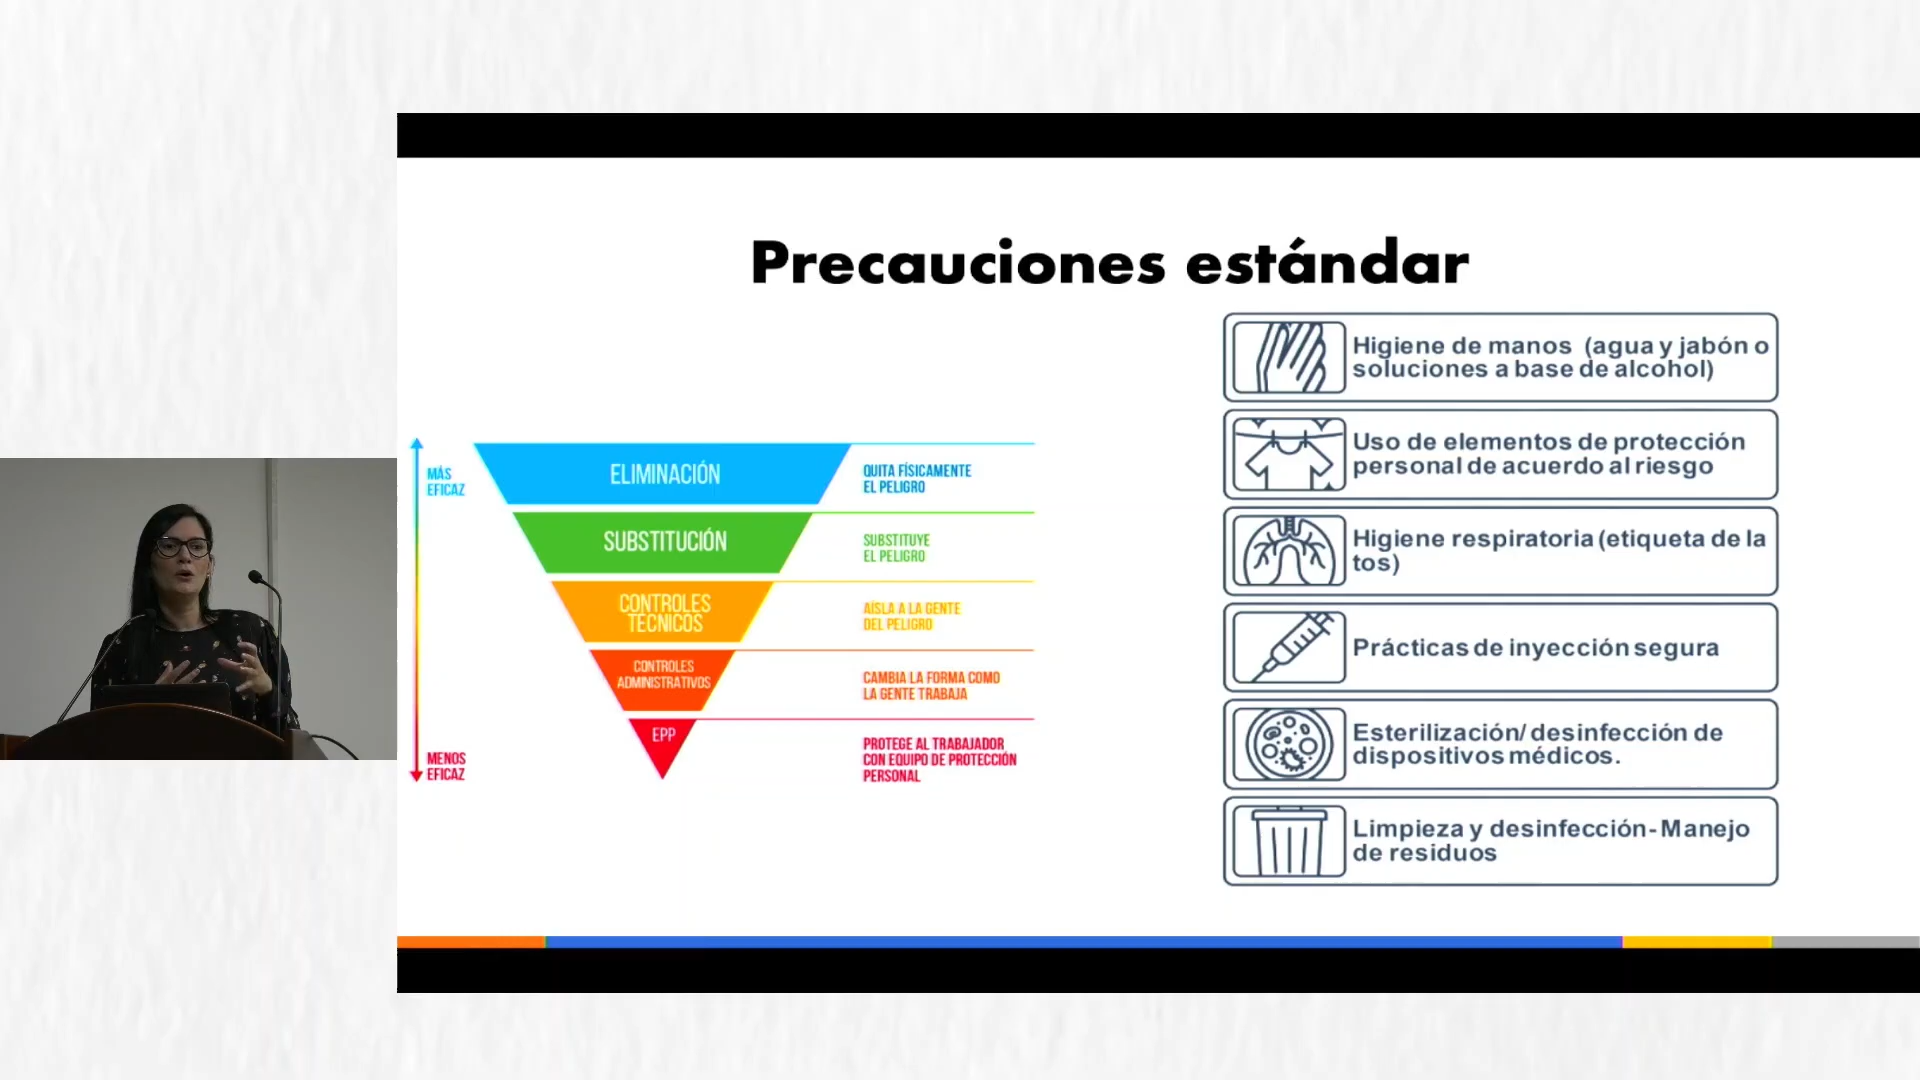 Precauciones estándar
MÁS
EFICAZ
ELIMINACIÓN
QUITA FÍSICAMENTE
EL PELIGRO
SUBSTITUCIÓN
SUBSTITUYE
EL PELIGRO
CONTROLES
TÉCNICOS
AÍSLA A LA GENTE
DEL PELIGRO
CONTROLES
ADMINISTRATIVOS
CAMBIA LA FORMA COMO
LA GENTE TRABAJA
EPP
PROTEGE AL TRABAJADOR
CON EQUIPO DE PROTECCIÓN
PERSONAL
MENOS
EFICAZ
Higiene de manos (agua y jabón o
soluciones a base de alcohol)
Uso de elementos de protección
personal de acuerdo al riesgo
Higiene respiratoria (etiqueta de la
tos)
Prácticas de inyección segura
Esterilización/ desinfección de
dispositivos médicos.
Limpieza y desinfección- Manejo
de residuos